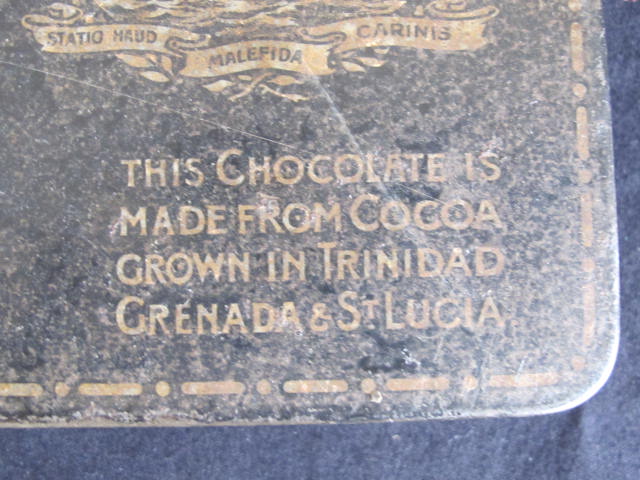 STATIO HAUD MALEFIDA CARINIS
THIS CHOCOLATE IS
MADE FROM COCOA
GROWN IN TRINIDAD
GRENADA & ST LUCIA